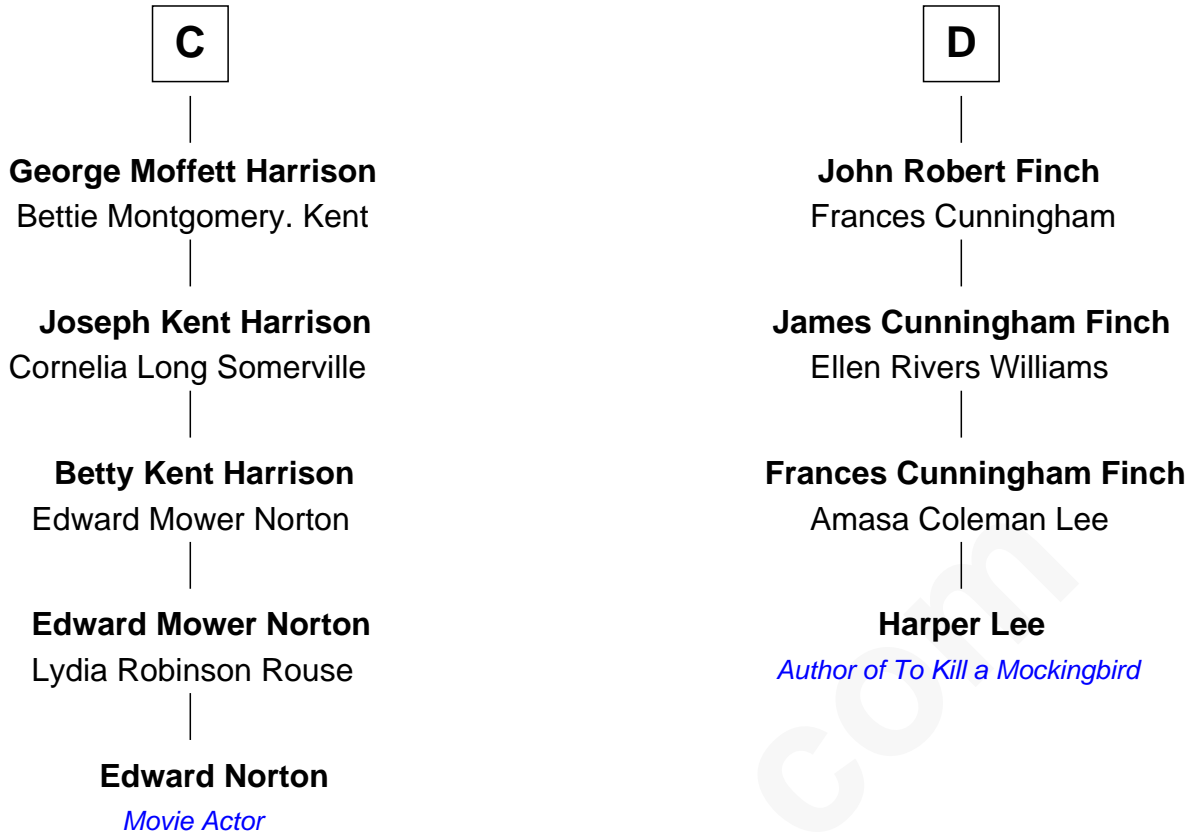 C
George Moffett Harrison
Bettie Montgomery. Kent
Joseph Kent Harrison
Cornelia Long Somerville
Betty Kent Harrison
Edward Mower Norton
Edward Mower Norton
Lydia Robinson Rouse
Edward Norton
Movie Actor
D
John Robert Finch
Frances Cunningham
James Cunningham Finch
Ellen Rivers Williams
Frances Cunningham Finch
Amasa Coleman Lee
Harper Lee
Author of To Kill a Mockingbird
com